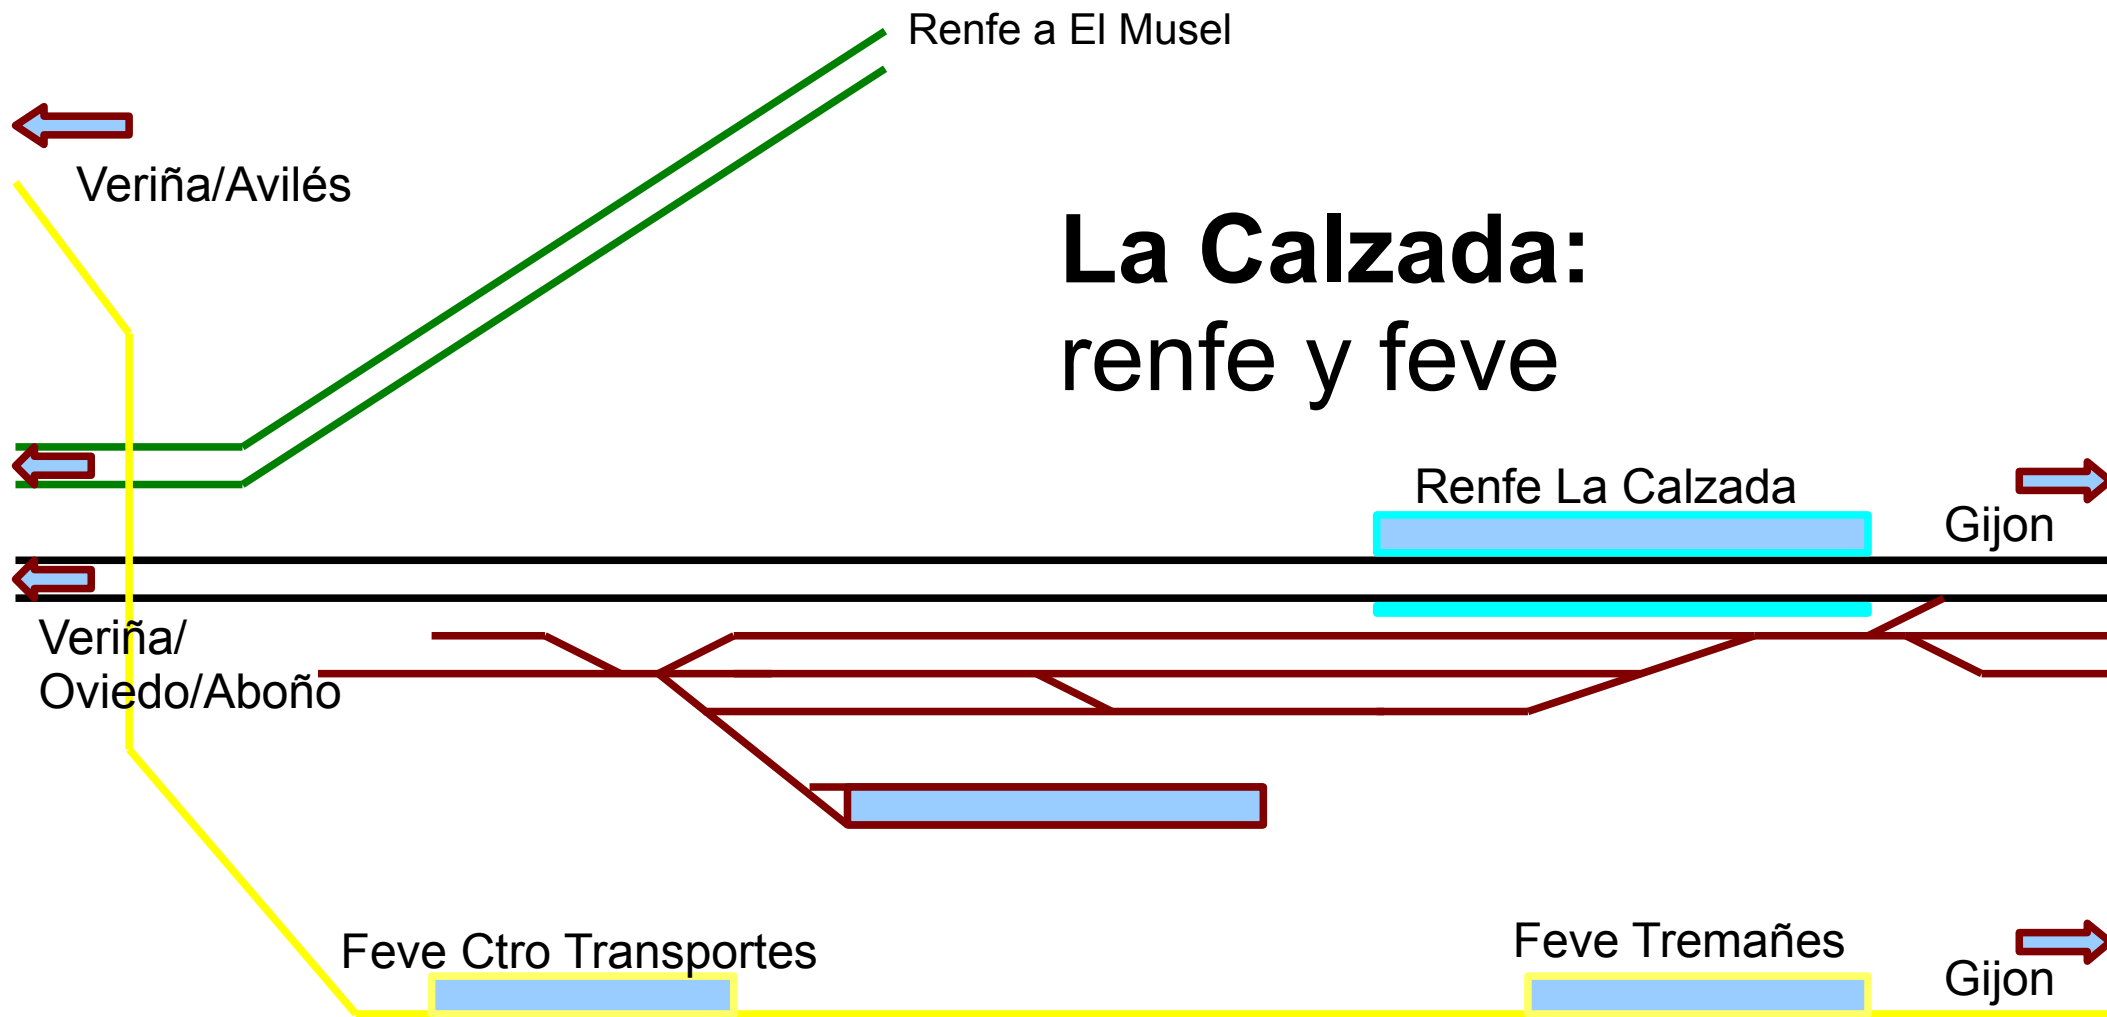 Renfe a El Musel
Veriña/Avilés
La Calzada:
renfe y feve
Renfe La Calzada
Gijon
Veriña/
Oviedo/Aboño
Feve Ctro Transportes
Feve Tremañes
Gijon